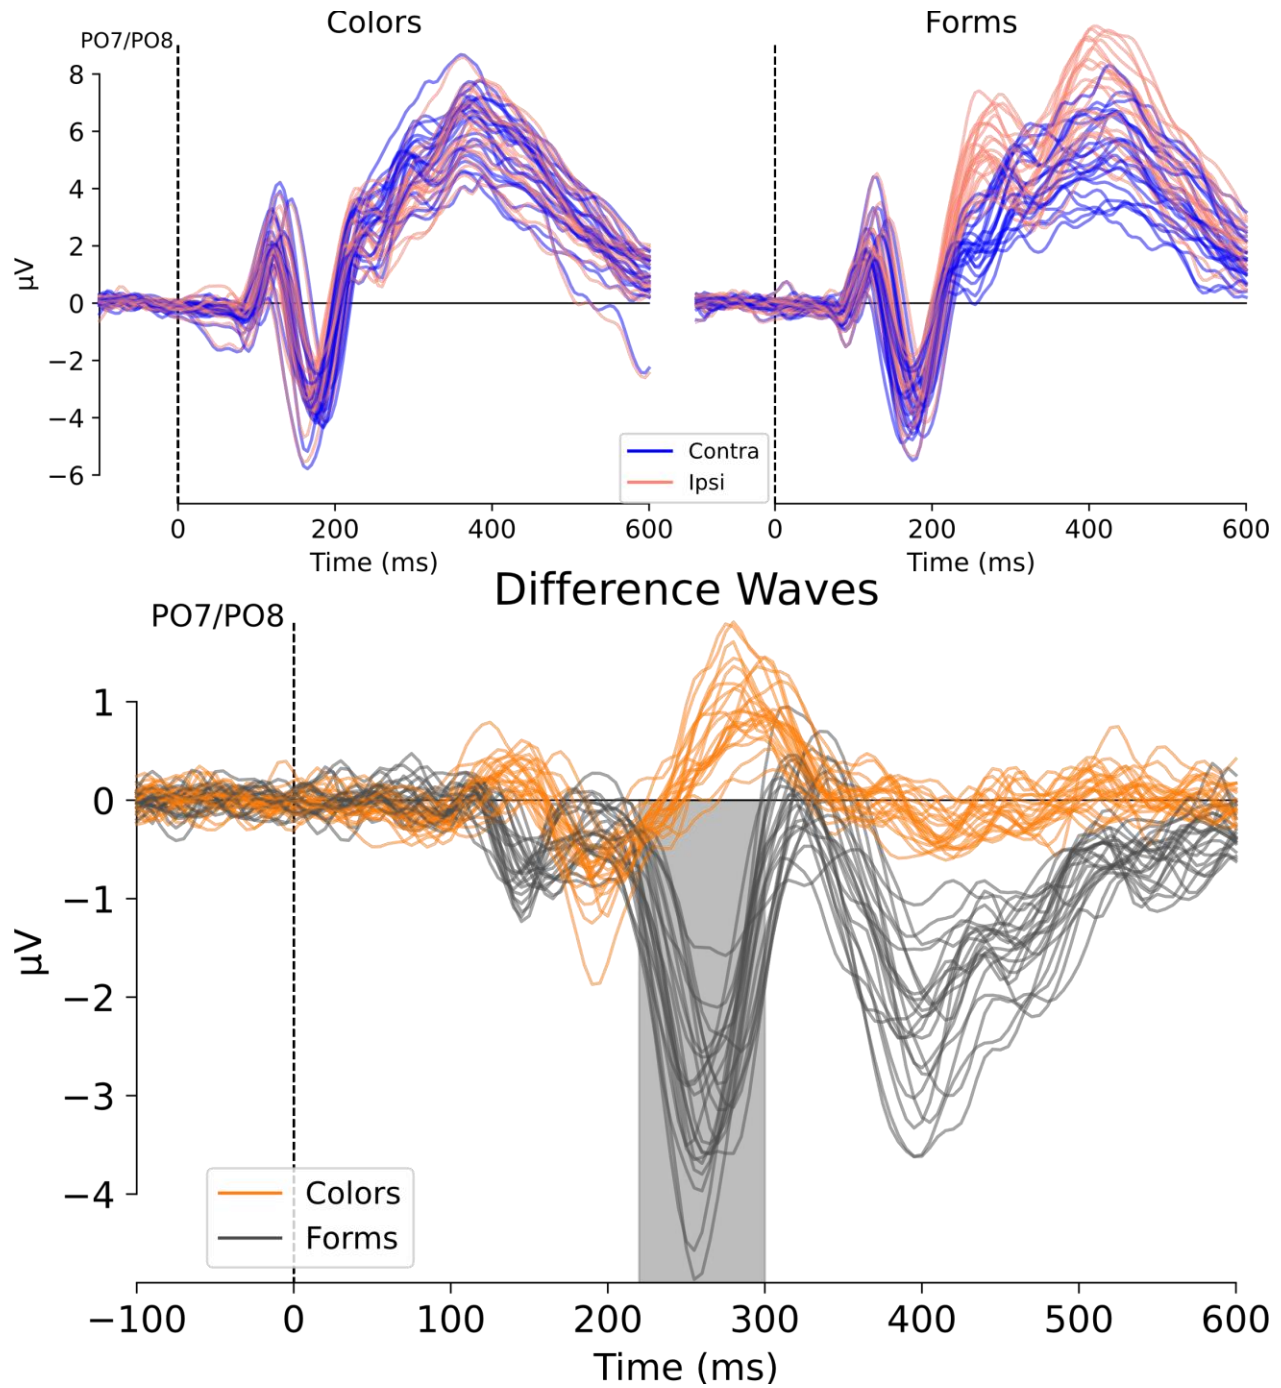 Colors
Forms
PO7/PO8
8
6
4
2
0
−2
−4
−6
µV
Contra
Ipsi
0 200 400 600
0 200 400 600
Time (ms)
Time (ms)
Difference Waves
PO7/PO8
1
0
−1
−2
−3
−4
µV
Colors
Forms
−100 0 100 200 300 400 500 600
Time (ms)